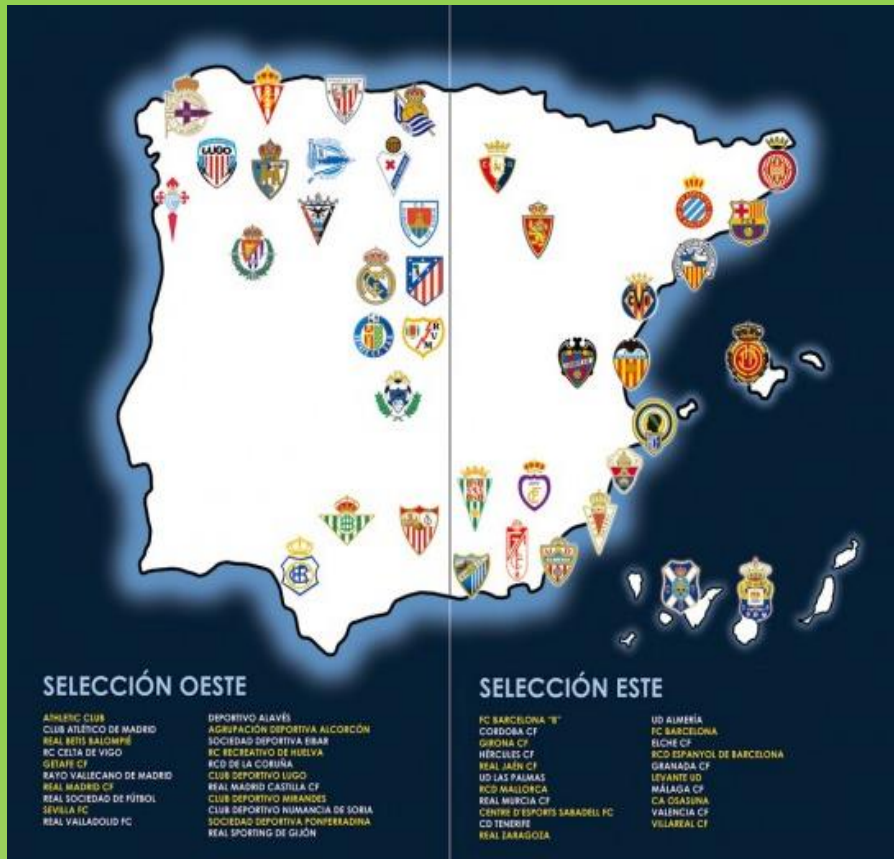 LUGO
SELECCIÓN OESTE
ATHLETIC CLUB
CLUB ATLÉTICO DE MADRID
REAL BETIS BALOMPIÉ
RC CELTA DE VIGO
GETAFE CF
RAYO VALLECANO DE MADRID
REAL MADRID CF
REAL SOCIEDAD DE FÚTBOL
SEVILLA FC
REAL VALLADOLID FC
DEPORTIVO ALAVÉS
AGRUPACIÓN DEPORTIVA ALCORCÓN
SOCIEDAD DEPORTIVA EIBAR
RC RECREATIVO DE HUELVA
RCD DE LA CORUÑA
CLUB DEPORTIVO LUGO
REAL MADRID CASTILLA CF
CLUB DEPORTIVO MIRANDES
CLUB DEPORTIVO NUMANCIA DE SORIA
SOCIEDAD DEPORTIVA PONFERRADINA
REAL SPORTING DE GIJÓN
SELECCIÓN ESTE
FC BARCELONA "B"
CORDOBA CF
GIRONA CF
HÉRCULES CF
REAL JAÉN CF
UD LAS PALMAS
RCD MALLORCA
REAL MURCIA CF
CENTRE D'ESPORTS SABADELL FC
CD TENERIFE
REAL ZARAGOZA
UD ALMERÍA
FC BARCELONA
ELCHE CF
RCD ESPANYOL DE BARCELONA
GRANADA CF
LEVANTE UD
MÁLAGA CF
CA OSASUNA
VALENCIA CF
VILLAREAL CF